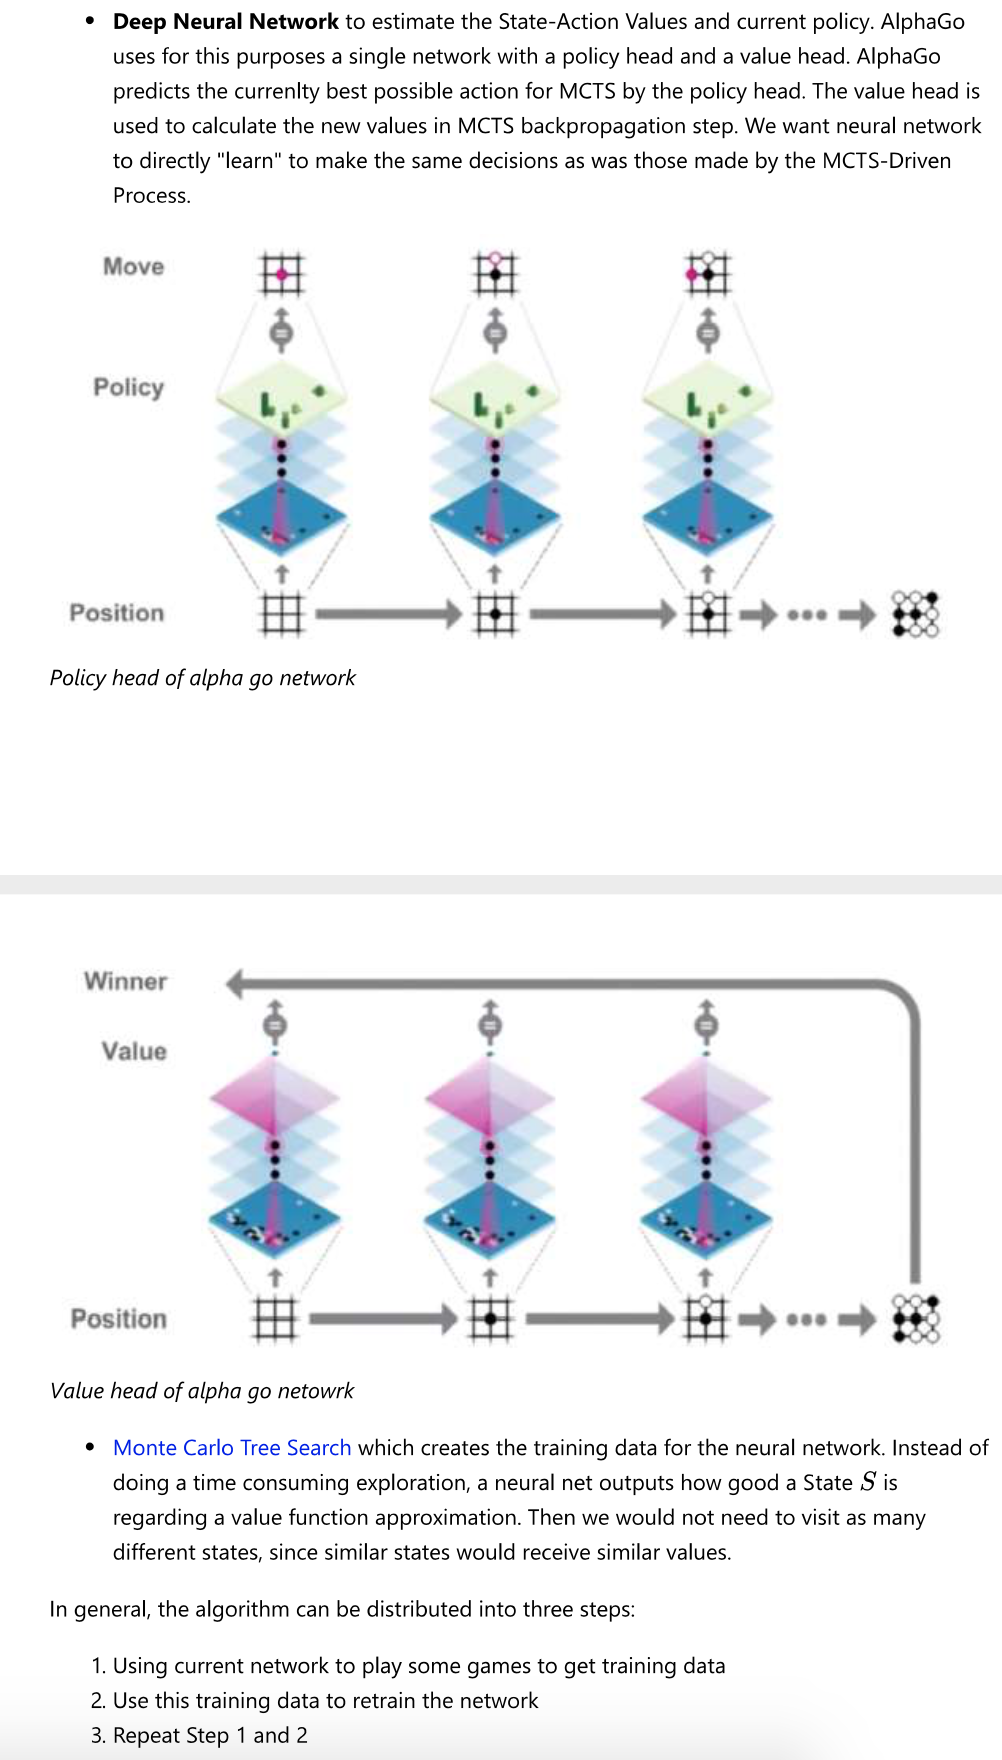 • Deep Neural Network to estimate the State-Action Values and current policy. AlphaGo
uses for this purposes a single network with a policy head and a value head. AlphaGo
predicts the currenlty best possible action for MCTS by the policy head. The value head is
used to calculate the new values in MCTS backpropagation step. We want neural network
to directly "learn" to make the same decisions as was those made by the MCTS-Driven
Process.
Move
Policy
Position
Policy head of alpha go network
Winner
Value
Position
Value head of alpha go netowrk
• Monte Carlo Tree Search which creates the training data for the neural network. Instead of
doing a time consuming exploration, a neural net outputs how good a State S is
regarding a value function approximation. Then we would not need to visit as many
different states, since similar states would receive similar values.
In general, the algorithm can be distributed into three steps:
1. Using current network to play some games to get training data
2. Use this training data to retrain the network
3. Repeat Step 1 and 2